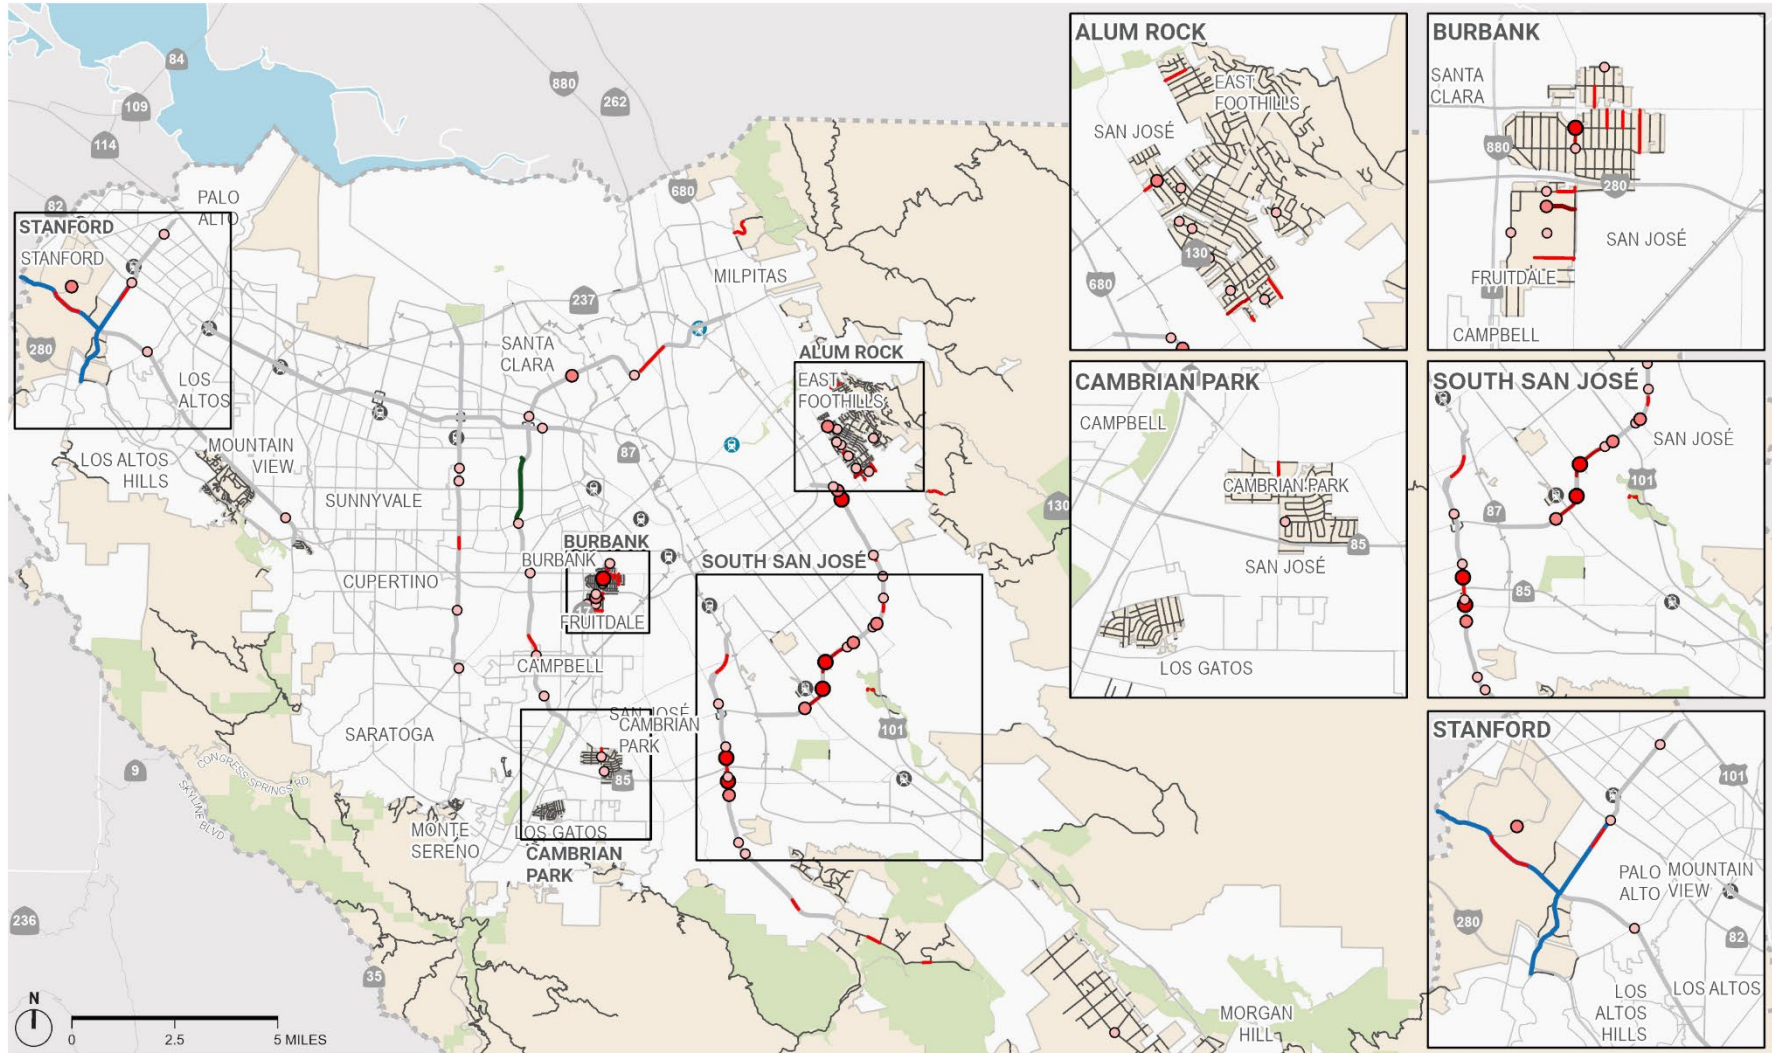 84
109
114
82
880
262
680
PALO
ALTO
STANFORD
STANFORD
280
LOS
ALTOS
MOUNTAIN
VIEW
LOS ALTOS
HILLS
SUNNYVALE
CUPERTINO
SANTA
CLARA
237
MILPITAS
87
ALUM ROCK
EAST
FOOTHILLS
130
BURBANK
BURBANK
17
FRUITDALE
SOUTH SAN JOSÉ
CAMPBELL
SAN JOSÉ
CAMBRIAN
PARK
85
101
SARATOGA
9
CONGRESS SPRINGS RD
SKYLINE BLVD
MONTE
SERENO
LOS GATOS
CAMBRIAN
PARK
236
35
MORGAN
HILL
N
0
2.5
5 MILES
ALUM ROCK
EAST
FOOTHILLS
SAN JOSÉ
130
680
BURBANK
SANTA
CLARA
880
280
SAN JOSÉ
FRUITDALE
17
CAMPBELL
CAMBRIAN PARK
CAMPBELL
CAMBRIAN PARK
85
SAN JOSÉ
LOS GATOS
SOUTH SAN JOSÉ
SAN JOSÉ
101
87
85
STANFORD
101
PALO
ALTO
MOUNTAIN
VIEW
280
82
LOS
ALTOS
HILLS
LOS ALTOS